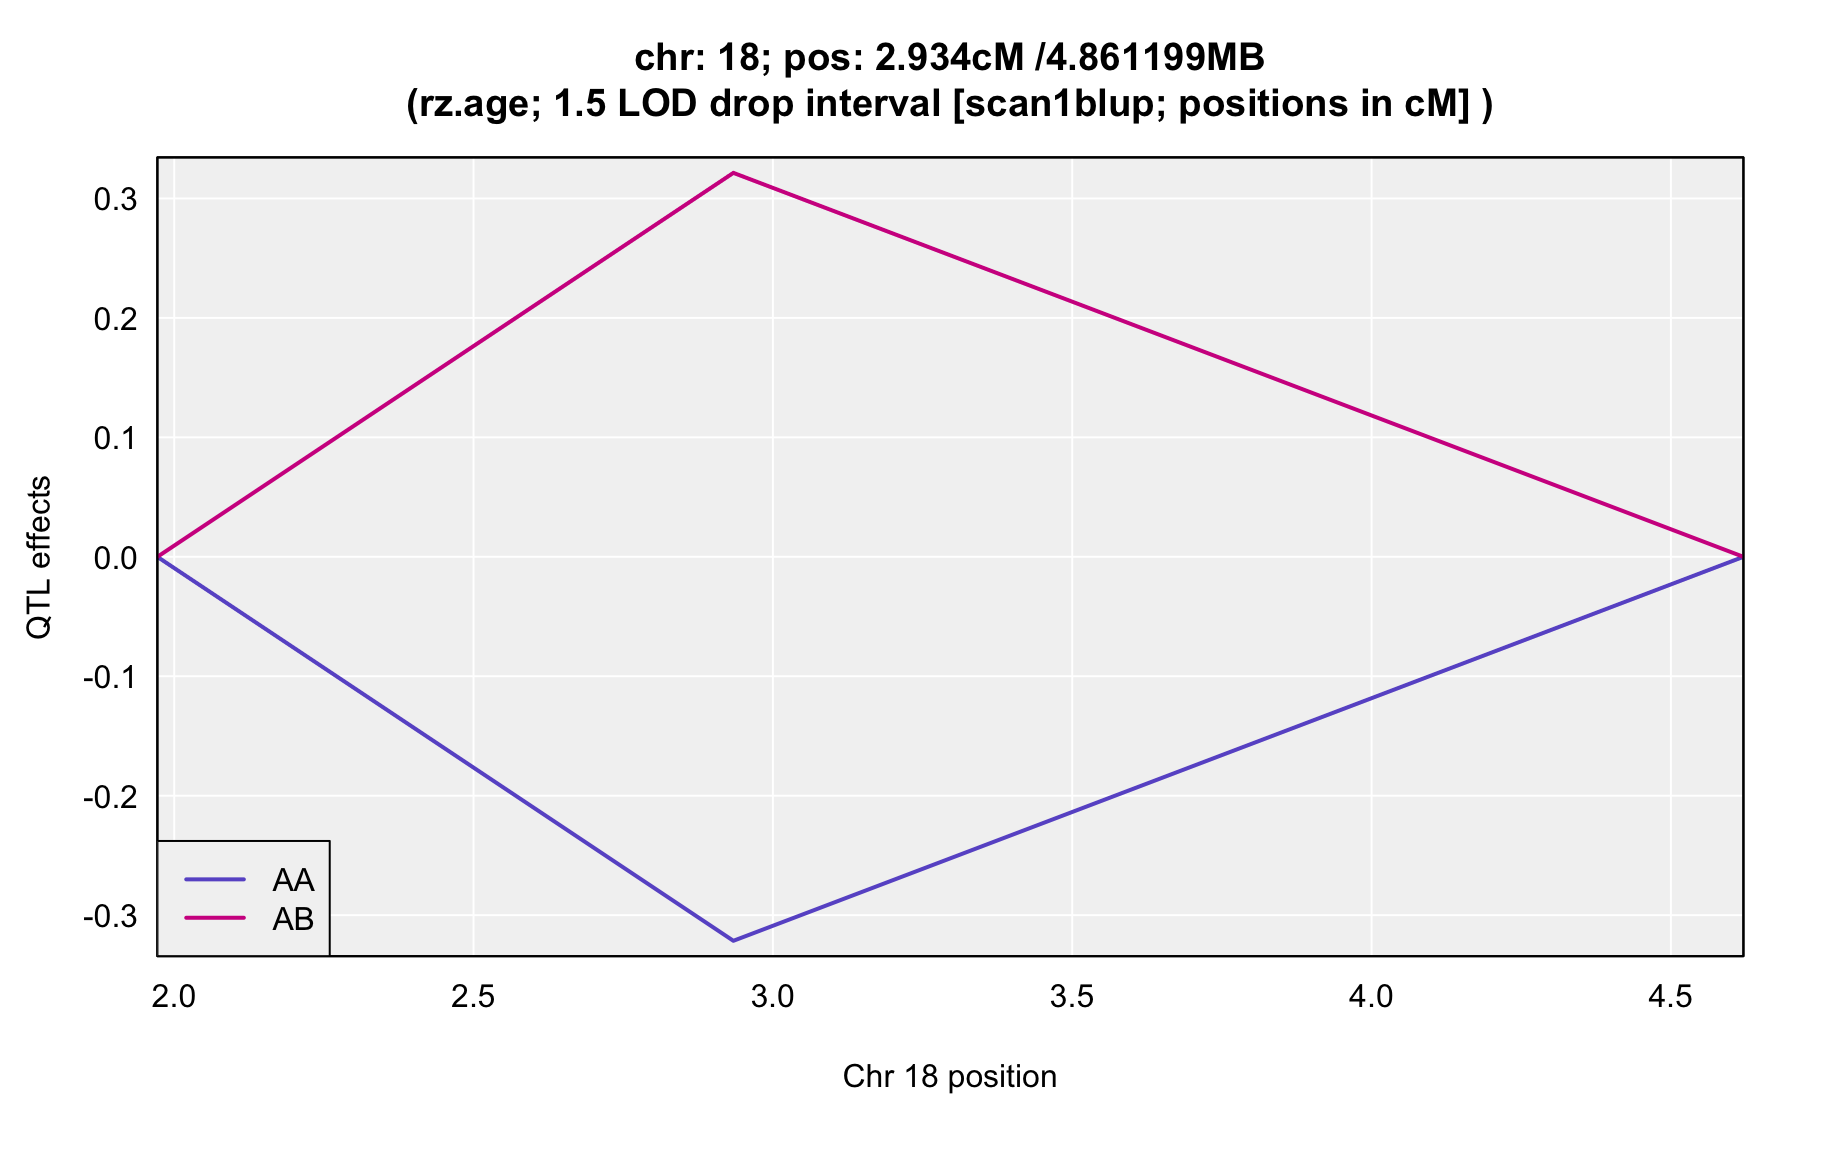 chr: 18; pos: 2.934cM /4.861199MB
(rz.age; 1.5 LOD drop interval [scan1blup; positions in cM] )
QTL effects
0.3
0.2
0.1
0.0
-0.1
-0.2
-0.3
AA
AB
2.0 2.5 3.0 3.5 4.0 4.5
Chr 18 position